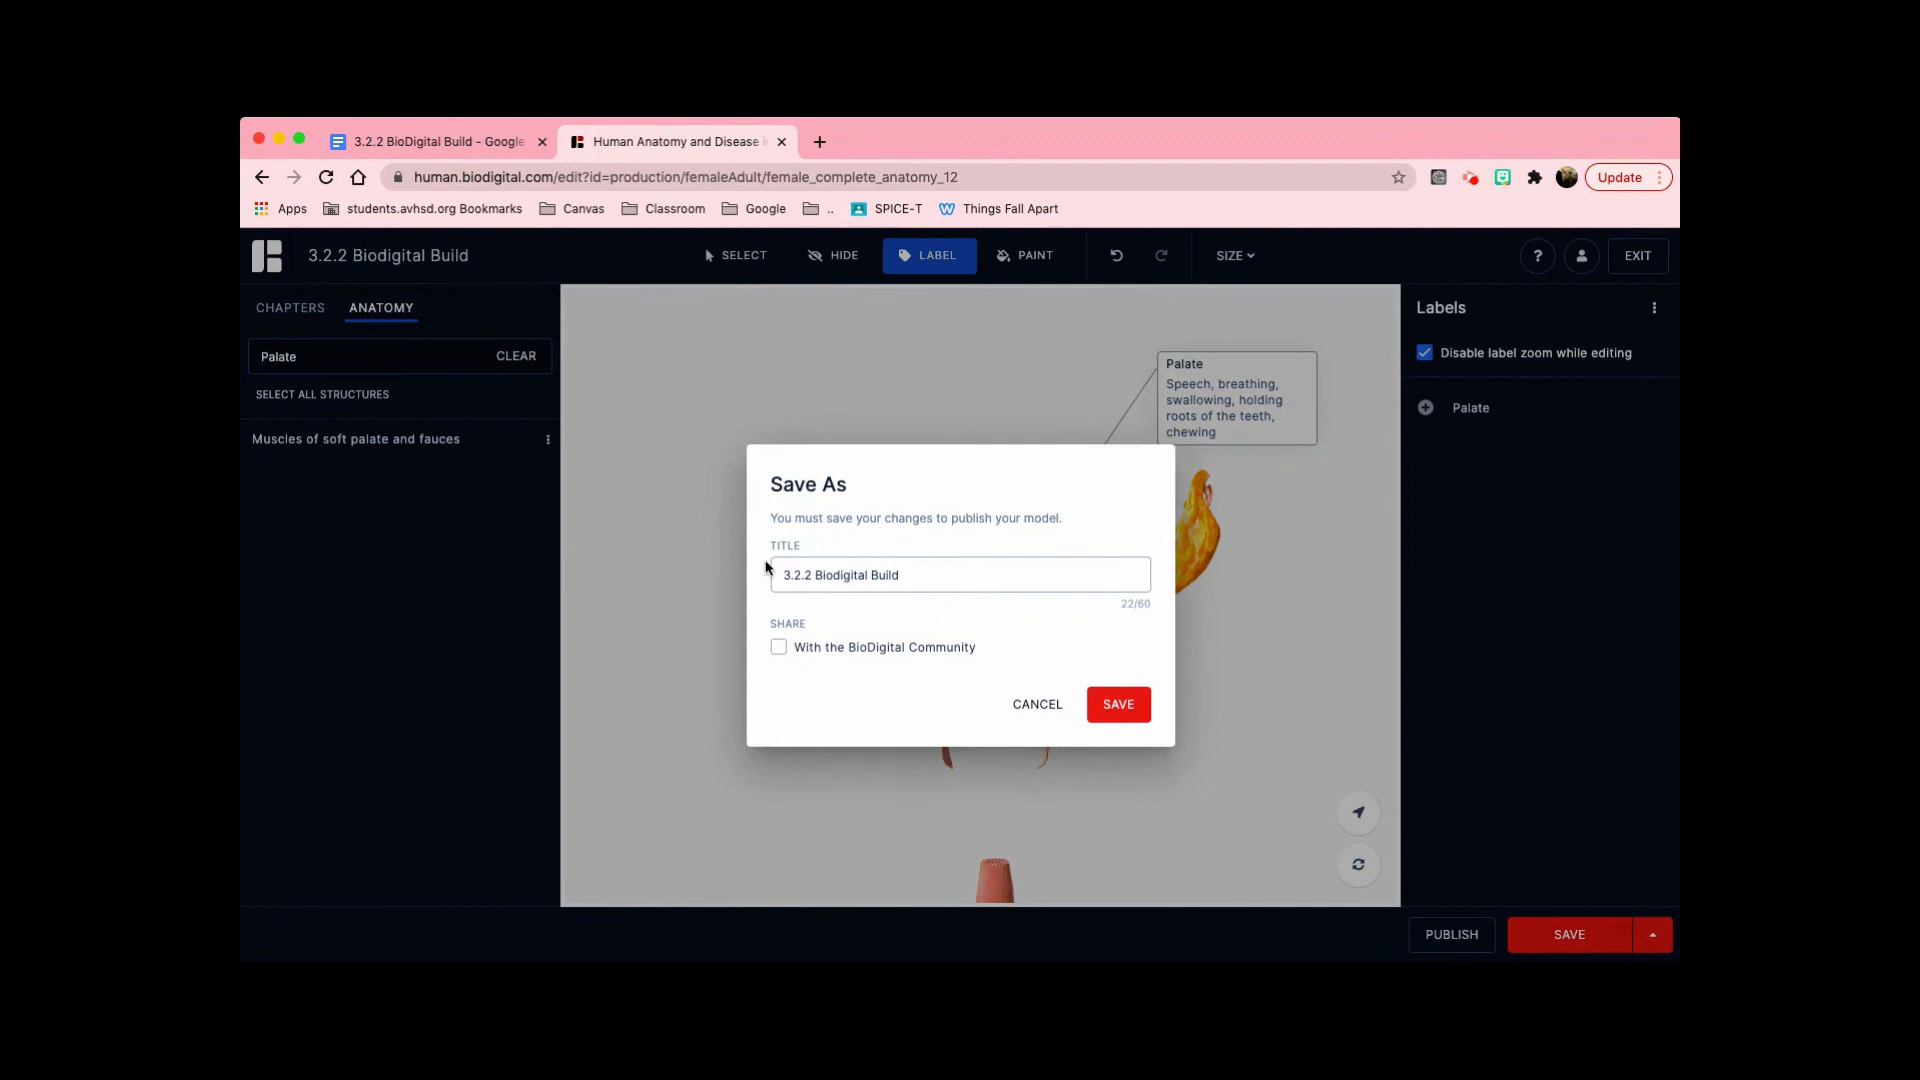 3.2.2 BioDigital Build - Google
Human Anatomy and Disease i
human.biodigital.com/edit?id=production/femaleAdult/female_complete_anatomy_12
Update
Apps
students.avhsd.org Bookmarks
Canvas
Classroom
Google
..
SPICE-T
Things Fall Apart
3.2.2 Biodigital Build
SELECT
HIDE
LABEL
PAINT
SIZE
?
EXIT
CHAPTERS
ANATOMY
Palate
CLEAR
SELECT ALL STRUCTURES
Muscles of soft palate and fauces
Palate
Speech, breathing,
swallowing, holding
roots of the teeth,
chewing
Save As
You must save your changes to publish your model.
TITLE
3.2.2 Biodigital Build
22/60
SHARE
With the BioDigital Community
CANCEL
SAVE
Labels
Disable label zoom while editing
Palate
PUBLISH
SAVE